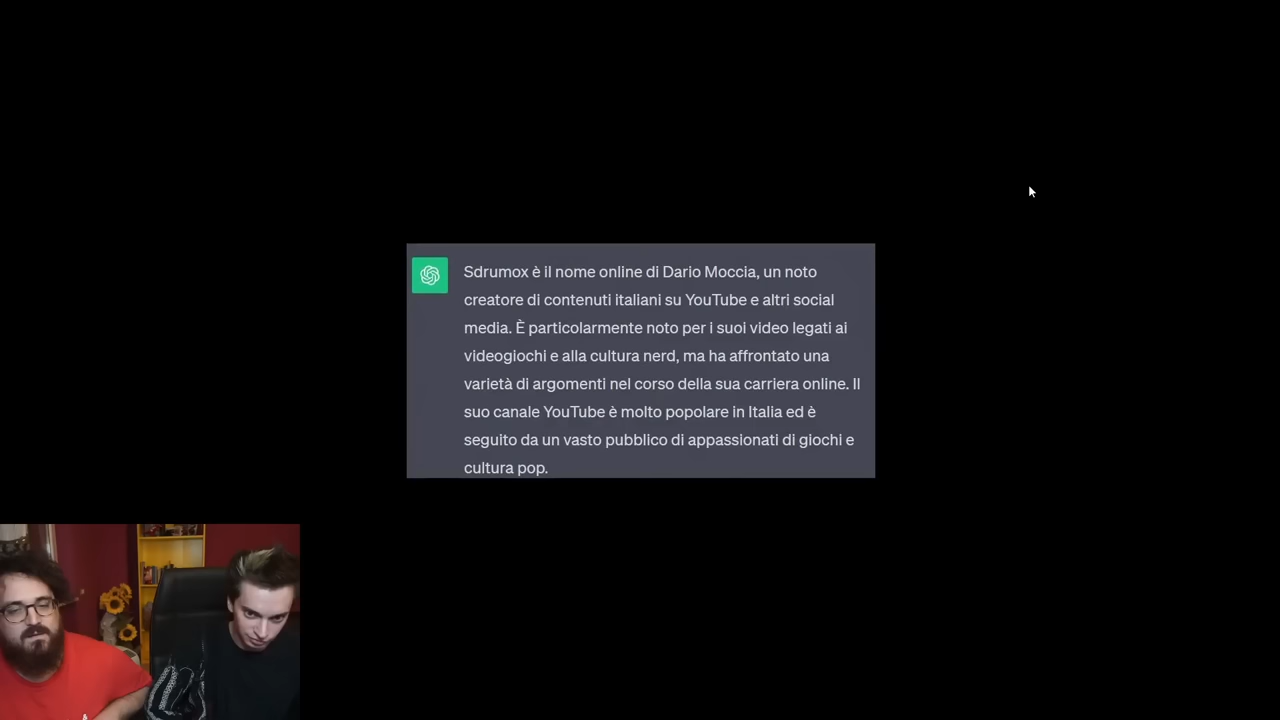 Sdrumox è il nome online di Dario Moccia, un noto
creatore di contenuti italiani su YouTube e altri social
media. È particolarmente noto per i suoi video legati ai
videogiochi e alla cultura nerd, ma ha affrontato una
varietà di argomenti nel corso della sua carriera online. Il
suo canale YouTube è molto popolare in Italia ed è
seguito da un vasto pubblico di appassionati di giochi e
cultura pop.